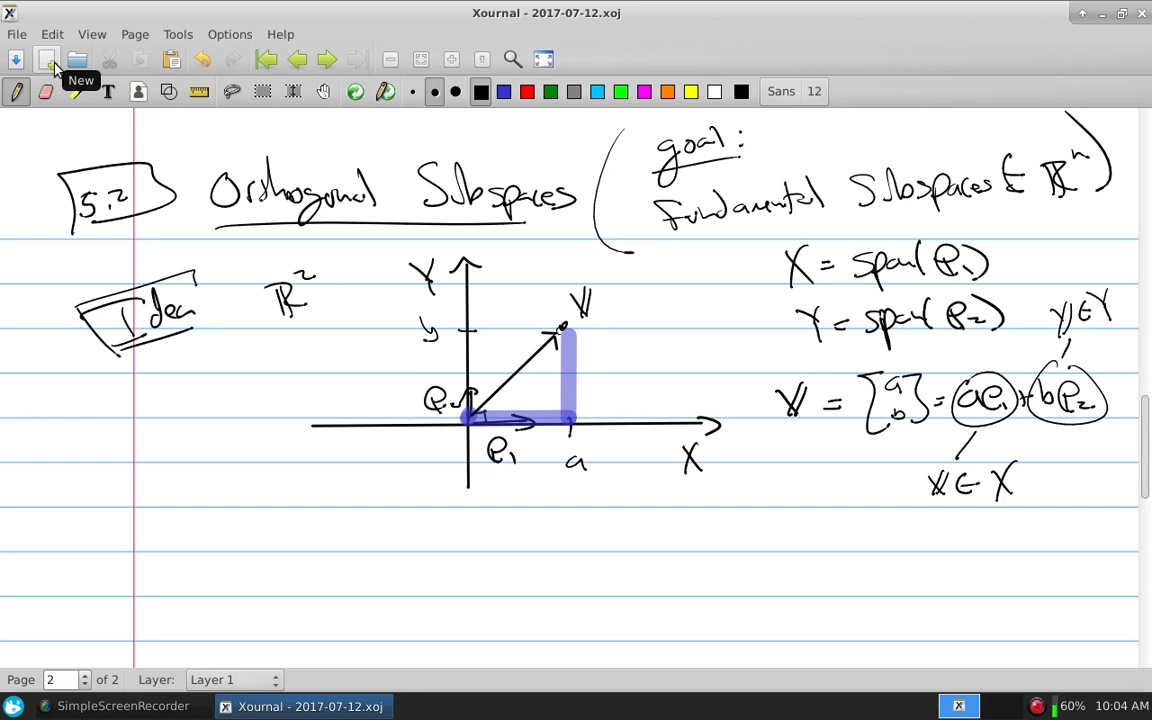 Xournal - 2017-07-12.xoj
File Edit View Page Tools Options Help
New
T Sans 12
5.2 Orthogonal Subspaces
goal:
Fundamental Subspaces ℝⁿ
Idea ℝ²
Y
b
𝕧
e₂
e₁
a
X
X = span(e₁)
Y = span(e₂)
𝕪 ∈ Y
𝕧 = [a b] = ae₁ + be₂
𝕩 ∈ X
Page 2 of 2 Layer: Layer 1
SimpleScreenRecorder Xournal - 2017-07-12.xoj 60% 10:04 AM